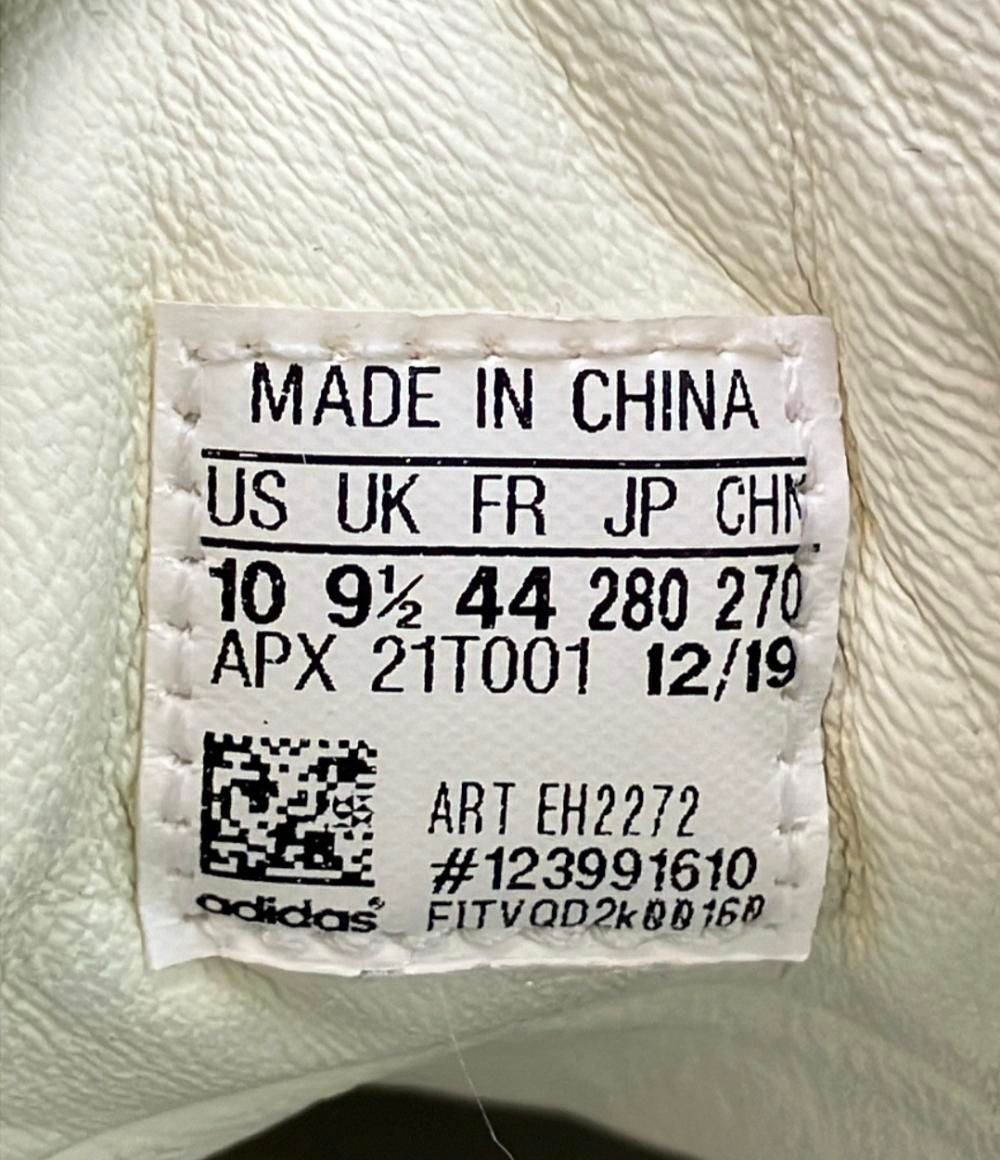 MADE IN CHINA
US UK FR JP CHN
10 9½ 44 280 270
APX 21T001 12/19
ART EH2272
#123991610
adidas®